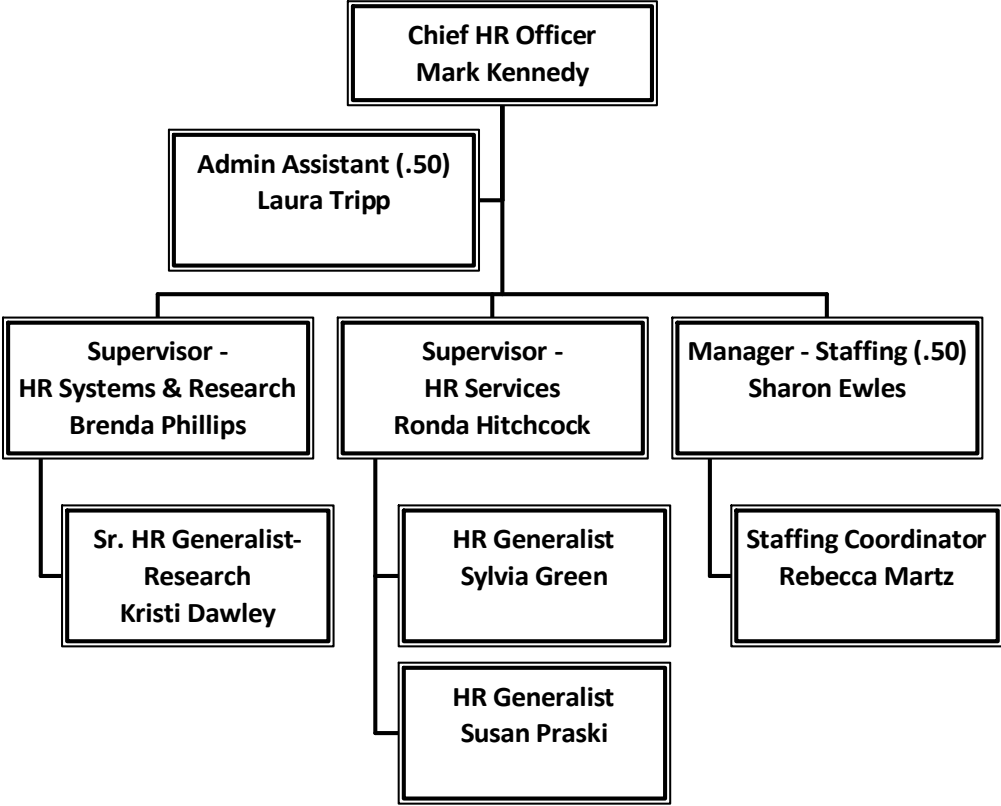 Chief HR Officer
Mark Kennedy
Admin Assistant (.50)
Laura Tripp
Supervisor -
HR Systems & Research
Brenda Phillips
Supervisor -
HR Services
Ronda Hitchcock
Manager - Staffing (.50)
Sharon Ewles
Sr. HR Generalist-
Research
Kristi Dawley
HR Generalist
Sylvia Green
Staffing Coordinator
Rebecca Martz
HR Generalist
Susan Praski